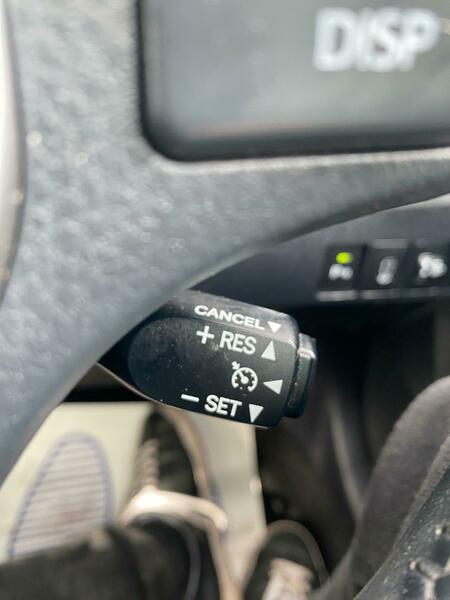 DISP
CANCEL▼
+ RES ▲
◄
− SET ▼